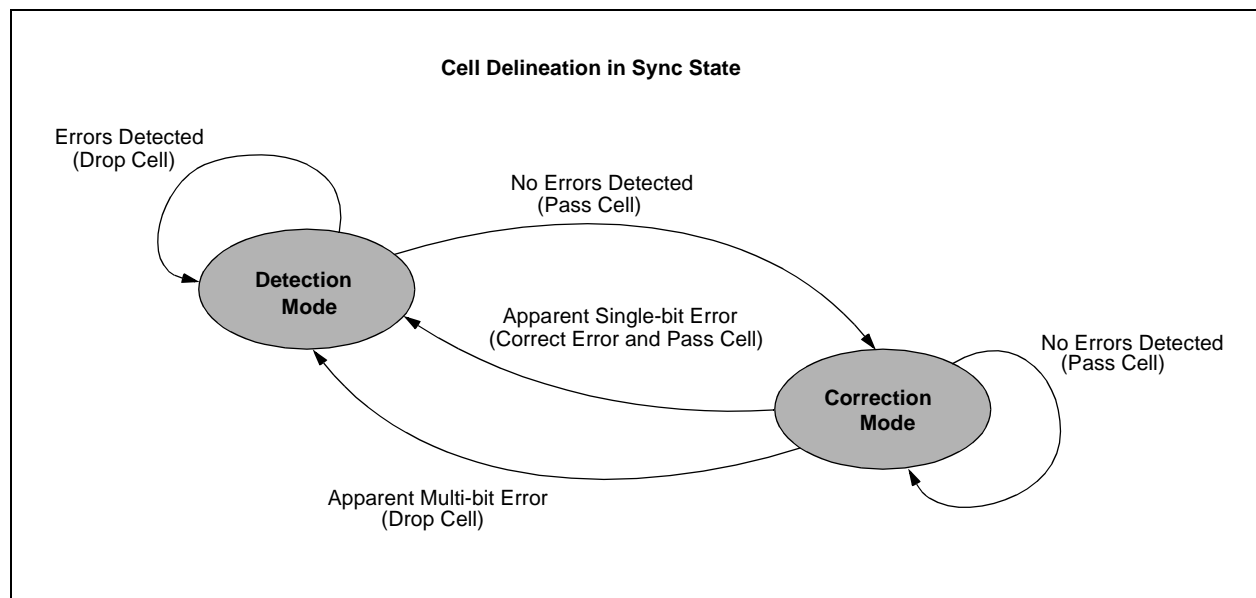 Cell Delineation in Sync State
Errors Detected
(Drop Cell)
No Errors Detected
(Pass Cell)
Detection
Mode
Apparent Single-bit Error
(Correct Error and Pass Cell)
No Errors Detected
(Pass Cell)
Correction
Mode
Apparent Multi-bit Error
(Drop Cell)